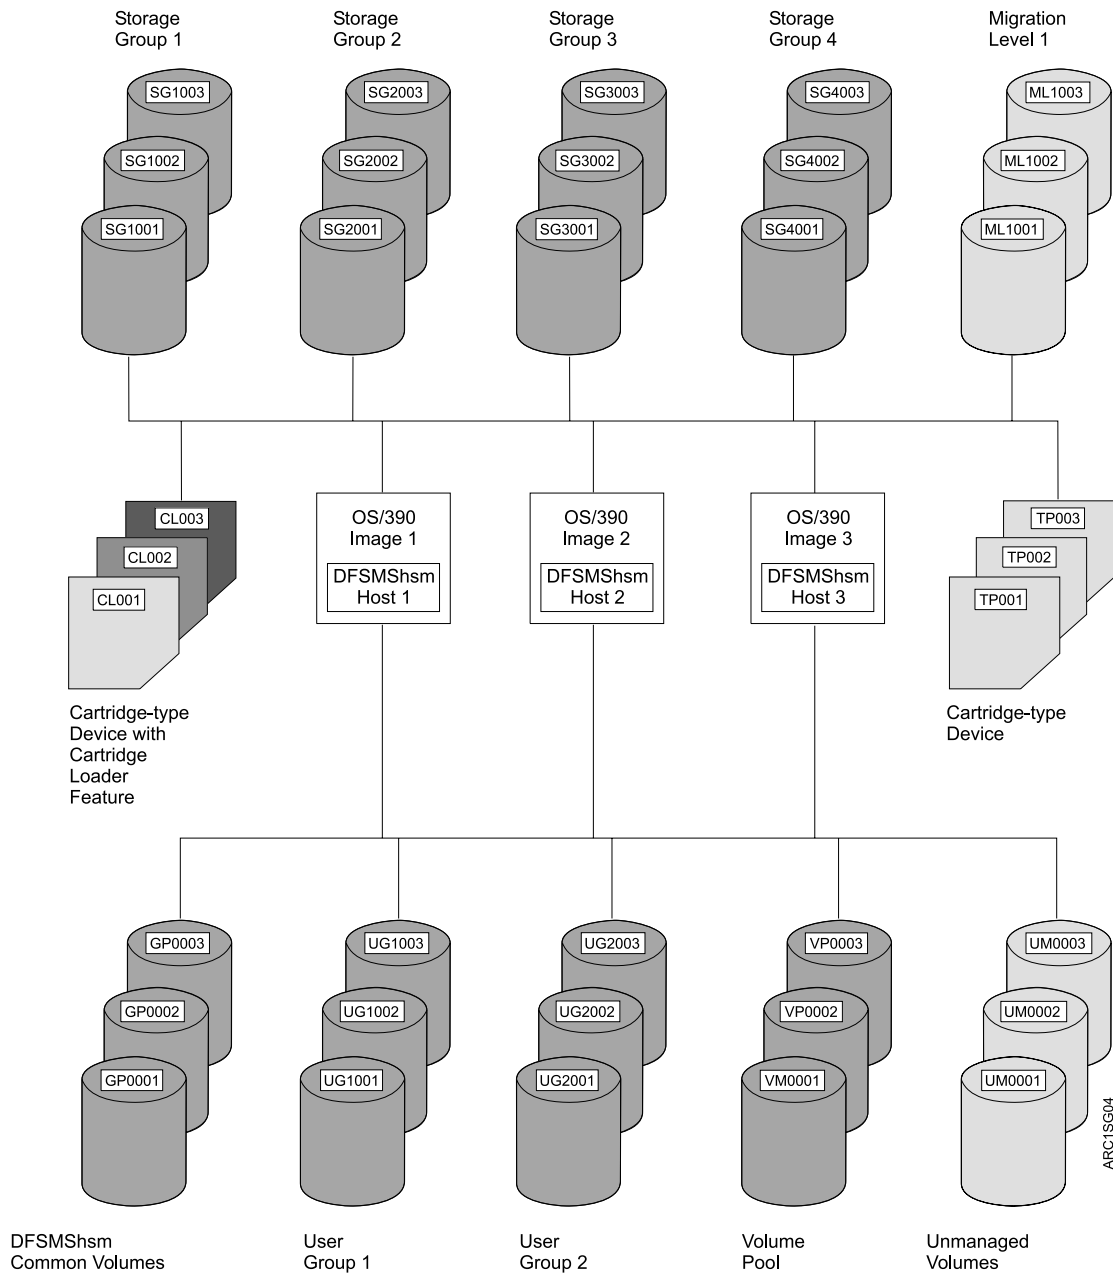 Storage
Group 1
Storage
Group 2
Storage
Group 3
Storage
Group 4
Migration
Level 1
SG1003
SG1002
SG1001
SG2003
SG2002
SG2001
SG3003
SG3002
SG3001
SG4003
SG4002
SG4001
ML1003
ML1002
ML1001
CL003
CL002
CL001
Cartridge-type
Device with
Cartridge
Loader
Feature
OS/390
Image 1
DFSMShsm
Host 1
OS/390
Image 2
DFSMShsm
Host 2
OS/390
Image 3
DFSMShsm
Host 3
TP003
TP002
TP001
Cartridge-type
Device
GP0003
GP0002
GP0001
UG1003
UG1002
UG1001
UG2003
UG2002
UG2001
VP0003
VP0002
VM0001
UM0003
UM0002
UM0001
ARC1SG04
DFSMShsm
Common Volumes
User
Group 1
User
Group 2
Volume
Pool
Unmanaged
Volumes